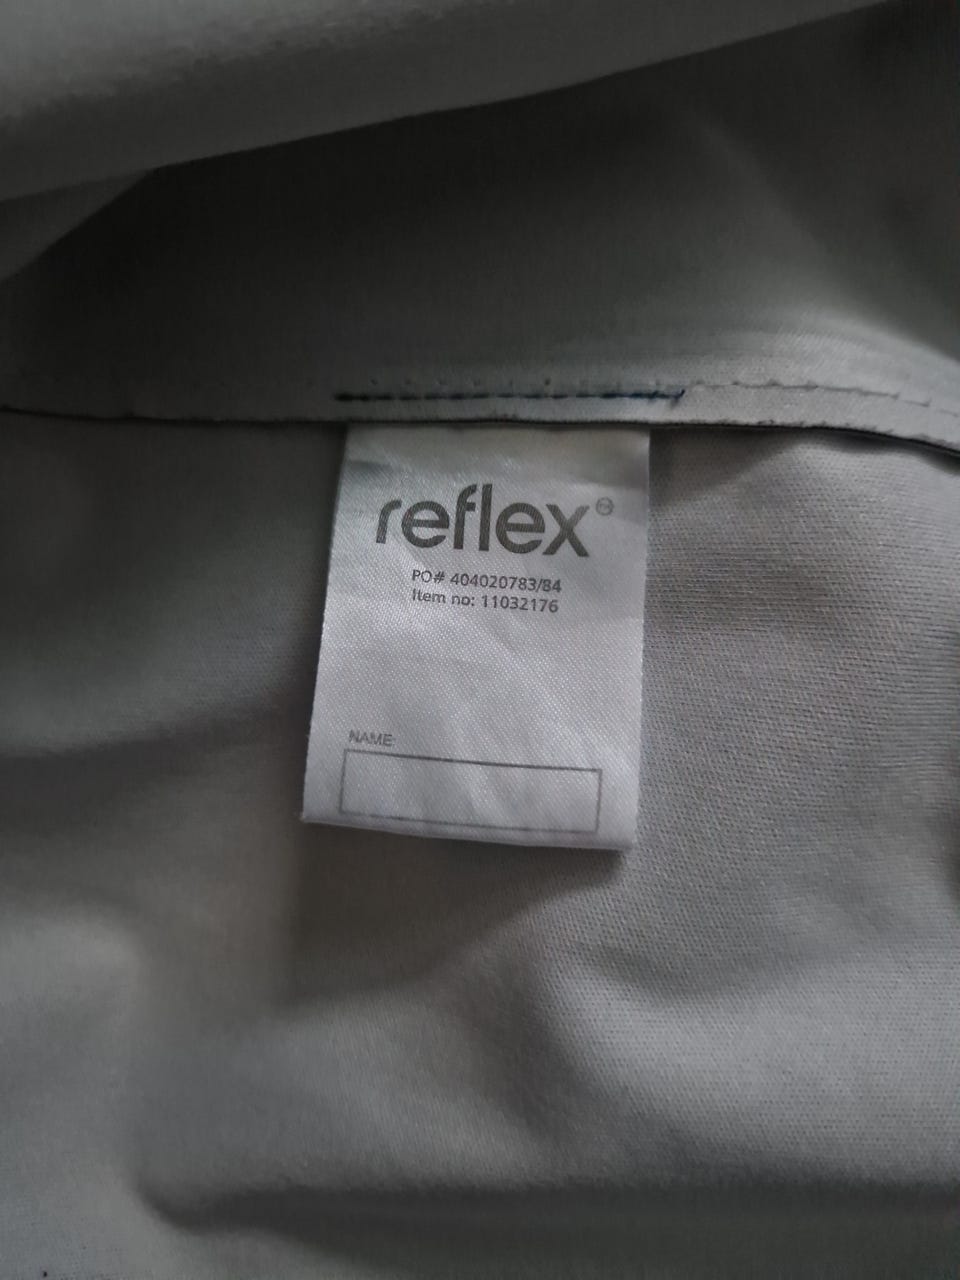 reflex®
PO# 404020783/84
Item no: 11032176
NAME: